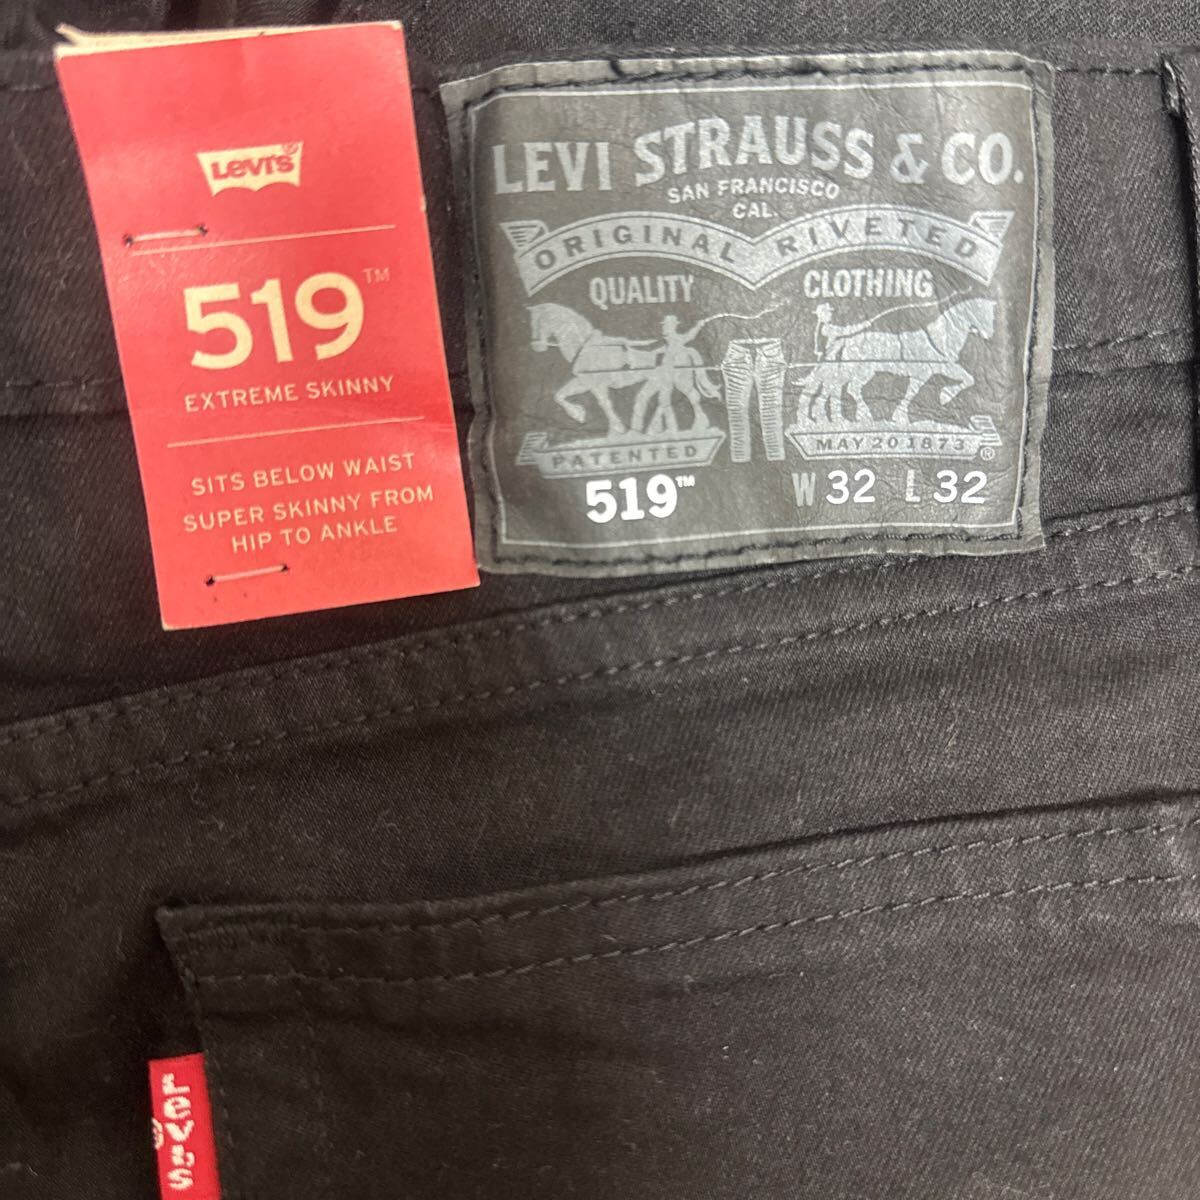 Levi's®
519™
EXTREME SKINNY
SITS BELOW WAIST
SUPER SKINNY FROM
HIP TO ANKLE
LEVI STRAUSS & CO.
SAN FRANCISCO
CAL.
ORIGINAL RIVETED
QUALITY CLOTHING
PATENTED MAY 20 1873 ®
519™ W 32 L 32
LEVI'S ®